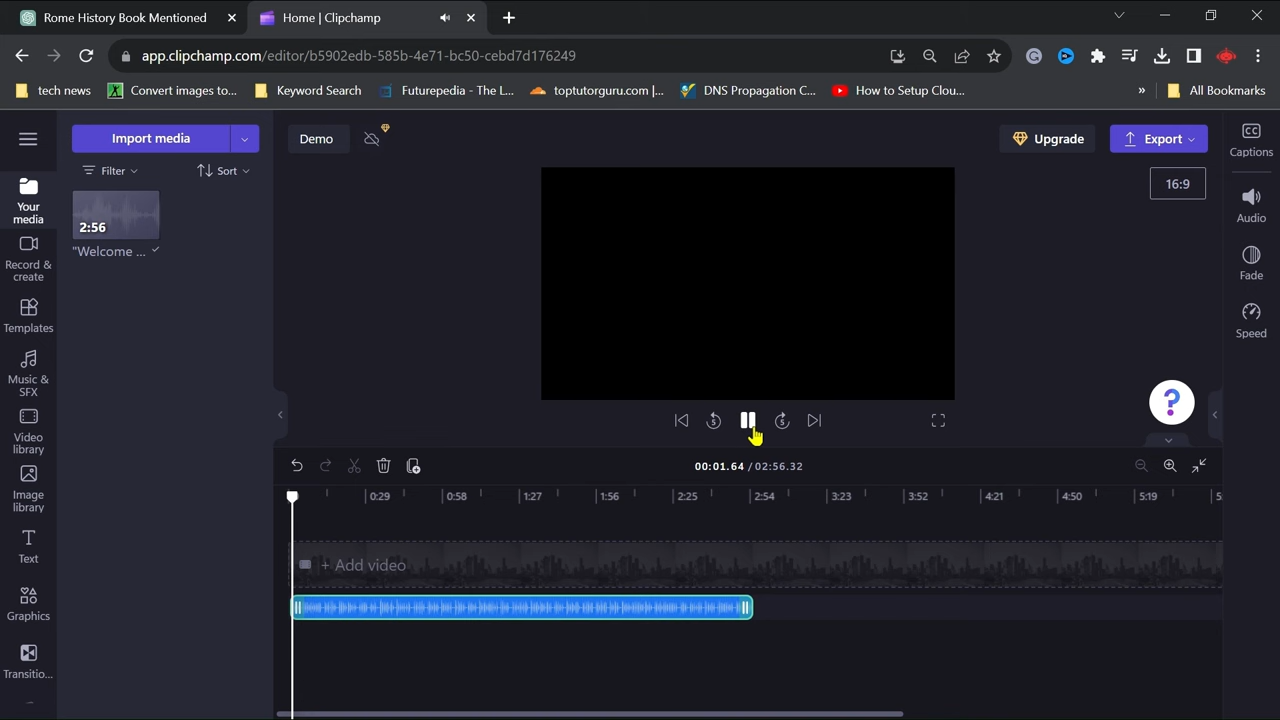 Rome History Book Mentioned
Home | Clipchamp
app.clipchamp.com/editor/b5902edb-585b-4e71-bc50-cebd7d176249
tech news
Convert images to...
Keyword Search
Futurepedia - The L...
toptutorguru.com |...
DNS Propagation C...
How to Setup Clou...
»
All Bookmarks
Import media
Demo
Upgrade
Export
CC
Captions
Filter
Sort
16:9
Your
media
2:56
"Welcome ...
Audio
Record &
create
Fade
Templates
Speed
Music &
SFX
5
5
?
Video
library
00:01.64 / 02:56.32
Image
library
0:29
0:58
1:27
1:56
2:25
2:54
3:23
3:52
4:21
4:50
5:19
Text
+ Add video
Graphics
Transitio...